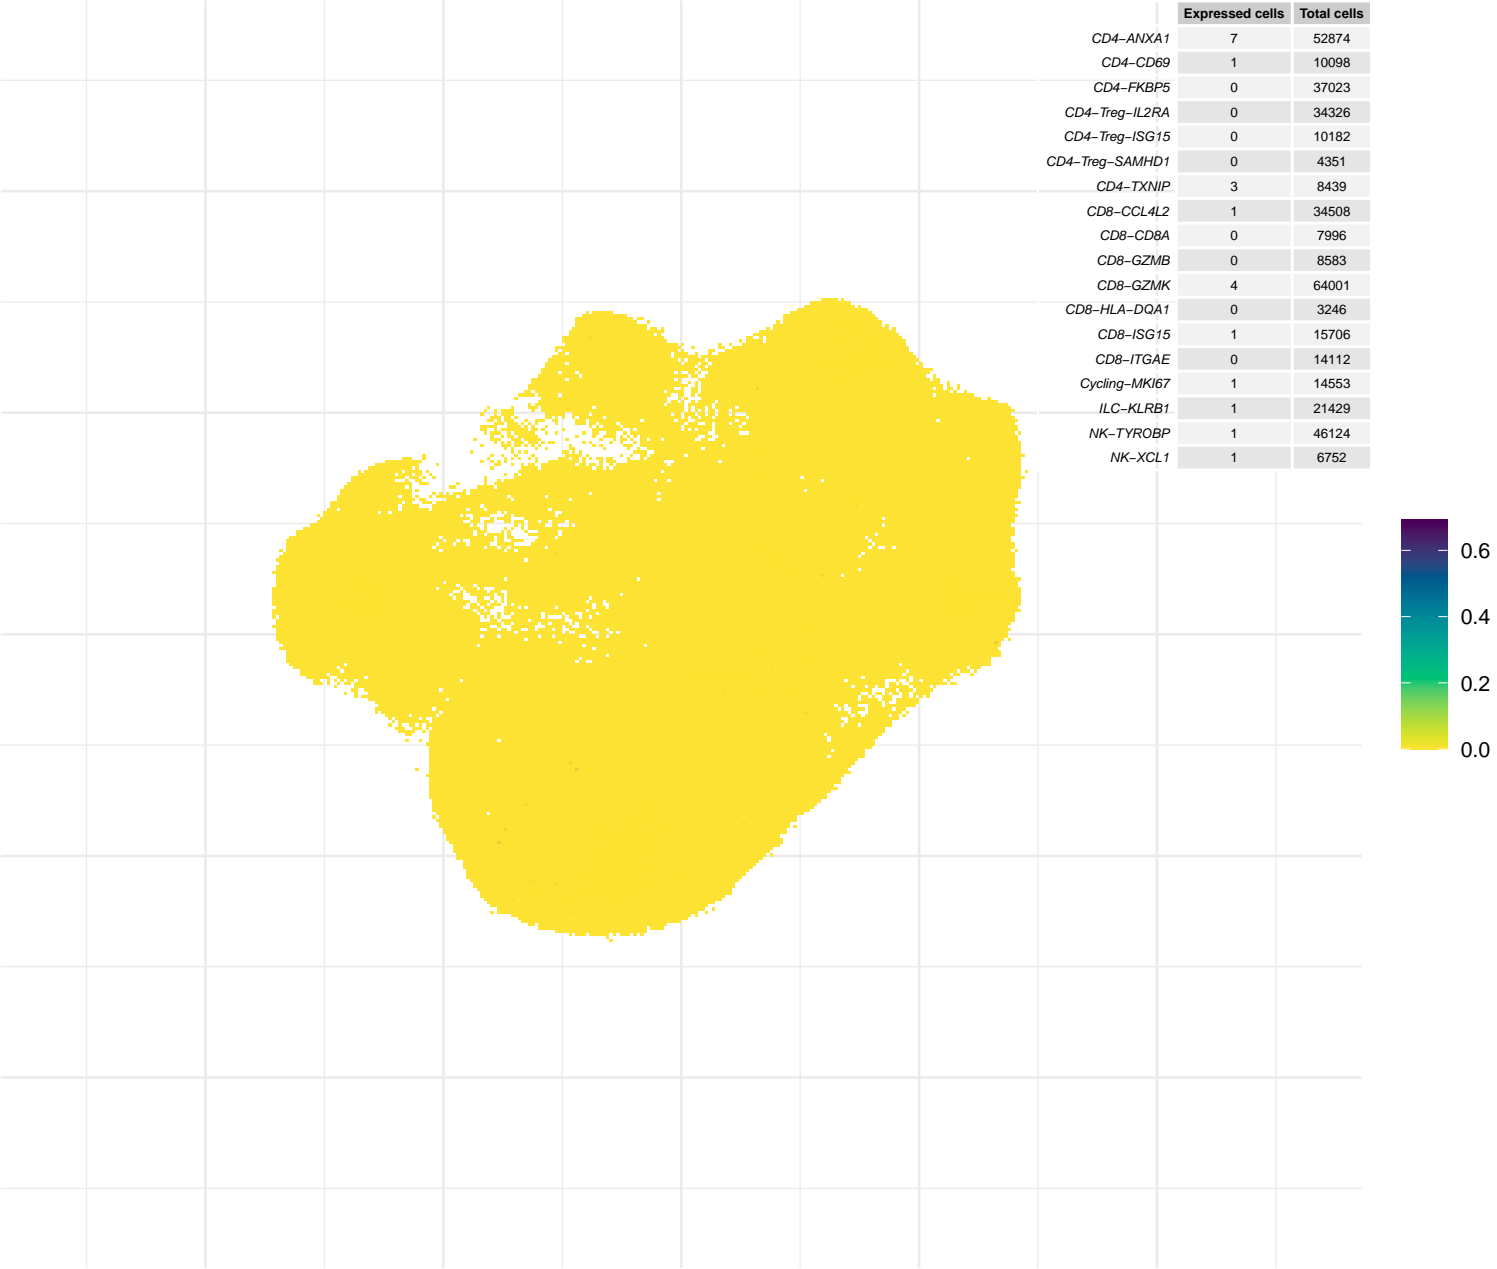 Expressed cells Total cells
CD4−ANXA1 7 52874
CD4−CD69 1 10098
CD4−FKBP5 0 37023
CD4−Treg−IL2RA 0 34326
CD4−Treg−ISG15 0 10182
CD4−Treg−SAMHD1 0 4351
CD4−TXNIP 3 8439
CD8−CCL4L2 1 34508
CD8−CD8A 0 7996
CD8−GZMB 0 8583
CD8−GZMK 4 64001
CD8−HLA−DQA1 0 3246
CD8−ISG15 1 15706
CD8−ITGAE 0 14112
Cycling−MKI67 1 14553
ILC−KLRB1 1 21429
NK−TYROBP 1 46124
NK−XCL1 1 6752
0.6
0.4
0.2
0.0